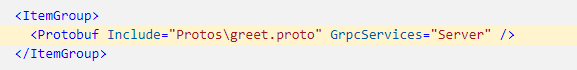 <ItemGroup>
<Protobuf Include="Protos\greet.proto" GrpcServices="Server" />
</ItemGroup>